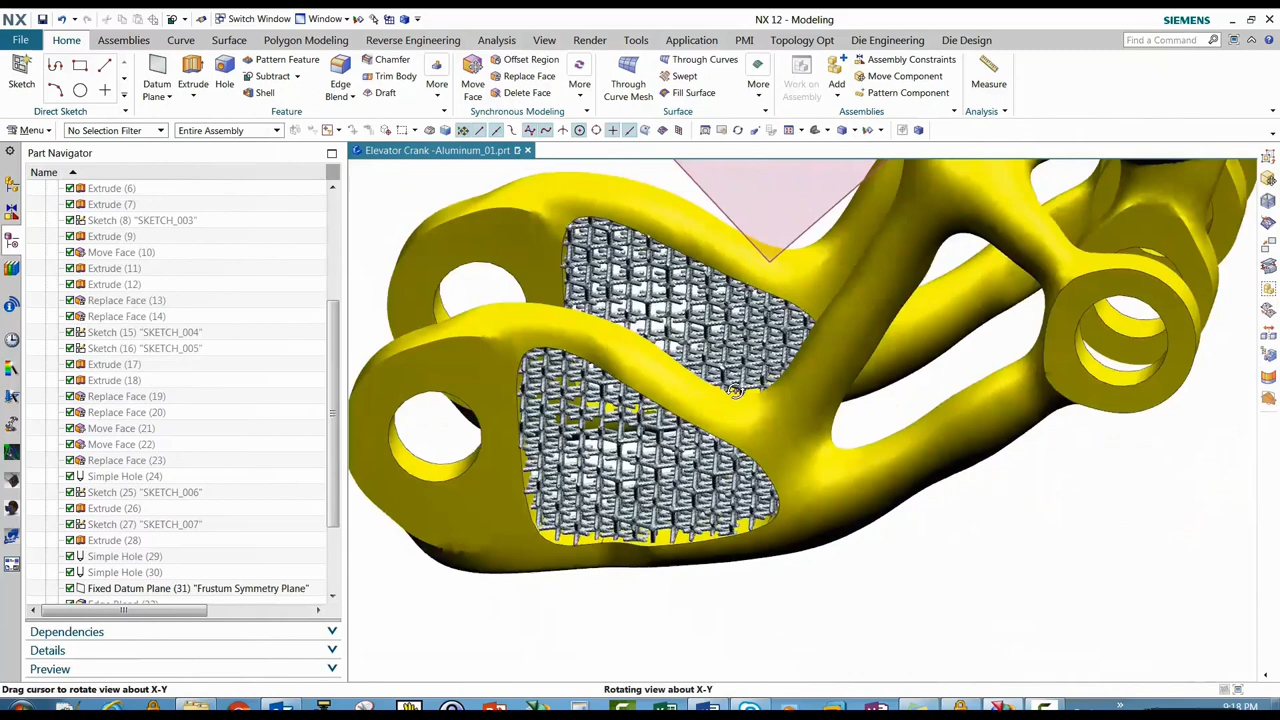 NX
Switch Window
Window
NX 12 - Modeling
SIEMENS
File
Home
Assemblies
Curve
Surface
Polygon Modeling
Reverse Engineering
Analysis
View
Render
Tools
Application
PMI
Topology Opt
Die Engineering
Die Design
Find a Command
Sketch
Direct Sketch
Datum Plane
Extrude
Hole
Pattern Feature
Subtract
Shell
Edge Blend
Chamfer
Trim Body
Draft
More
Feature
Move Face
Offset Region
Replace Face
Delete Face
More
Synchronous Modeling
Through Curve Mesh
Through Curves
Swept
Fill Surface
More
Surface
Work on Assembly
Add
Assembly Constraints
Move Component
Pattern Component
Assemblies
Measure
Analysis
Menu
No Selection Filter
Entire Assembly
Part Navigator
Elevator Crank -Aluminum_01.prt
Name
Extrude (6)
Extrude (7)
Sketch (8) "SKETCH_003"
Extrude (9)
Move Face (10)
Extrude (11)
Extrude (12)
Replace Face (13)
Replace Face (14)
Sketch (15) "SKETCH_004"
Sketch (16) "SKETCH_005"
Extrude (17)
Extrude (18)
Replace Face (19)
Replace Face (20)
Move Face (21)
Move Face (22)
Replace Face (23)
Simple Hole (24)
Sketch (25) "SKETCH_006"
Extrude (26)
Sketch (27) "SKETCH_007"
Extrude (28)
Simple Hole (29)
Simple Hole (30)
Fixed Datum Plane (31) "Frustum Symmetry Plane"
Dependencies
Details
Preview
Drag cursor to rotate view about X-Y
Rotating view about X-Y
9:18 PM